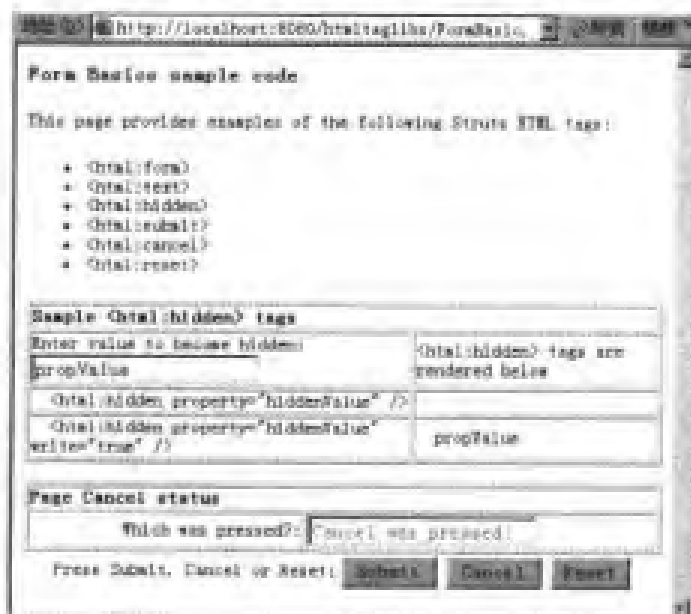 http://localhost:8080/htmltaglibs/FormBasic
Form Basics sample code
This page provides examples of the following Struts HTML tags:
• <html:form>
• <html:text>
• <html:hidden>
• <html:submit>
• <html:cancel>
• <html:reset>
Sample <html:hidden> tags
Enter value to become hidden:
propValue
<html:hidden> tags are
rendered below
<html:hidden property="hiddenValue" />
<html:hidden property="hiddenValue"
write="true" />
propValue
Page Cancel status
Which was pressed?: Cancel was pressed!
Press Submit, Cancel or Reset: Submit Cancel Reset